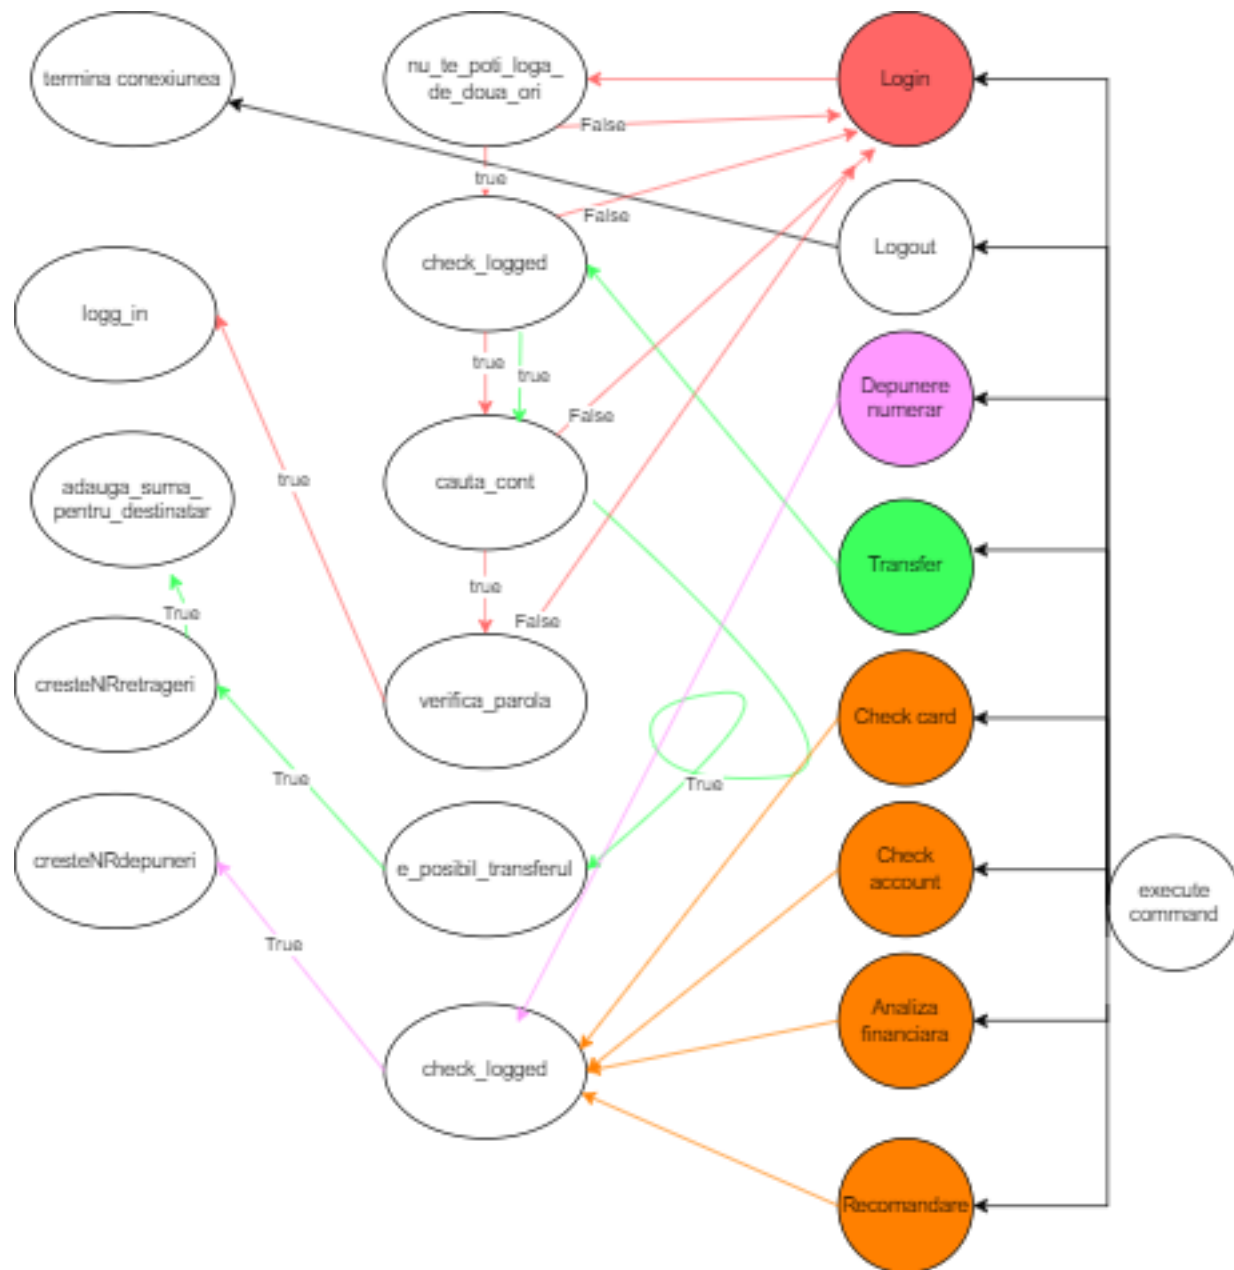 termina conexiunea
nu_te_poti_loga_
de_doua_ori
Login
False
true
False
Logout
check_logged
logg_in
true
true
Depunere
numerar
False
true
cauta_cont
adauga_suma_
pentru_destinatar
Transfer
true
True
False
cresteNRretrageri
verifica_parola
Check card
True
True
cresteNRdepuneri
e_posibil_transferul
Check
account
execute
command
True
Analiza
financiara
check_logged
Recomandare